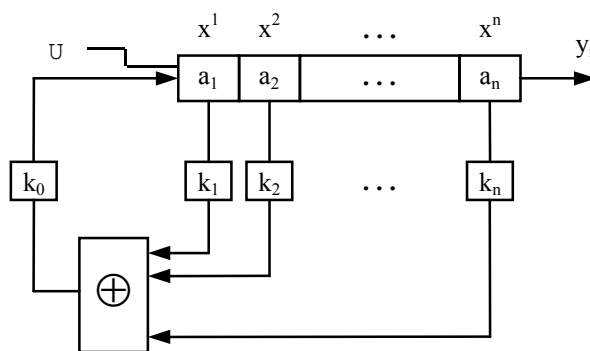 x¹ x² ... xⁿ
U
a₁ a₂ ... aₙ
k₀ k₁ k₂ ... kₙ
⊕